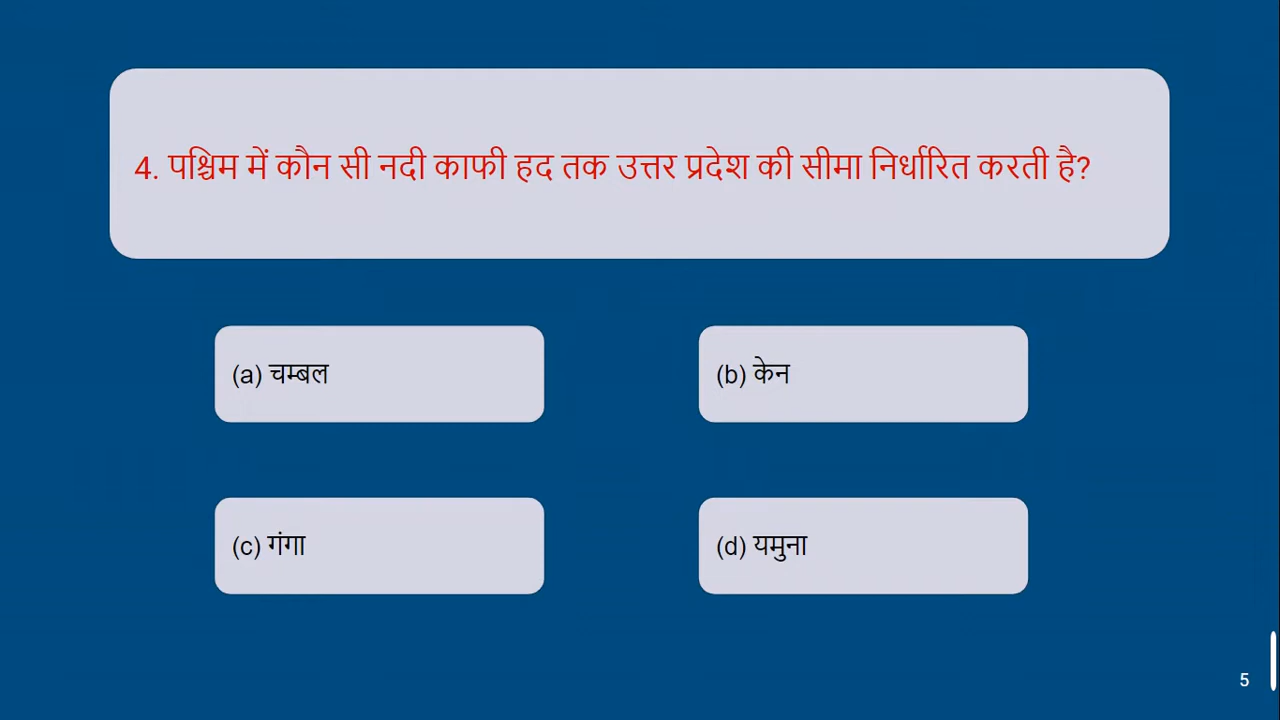 4. पश्चिम में कौन सी नदी काफी हद तक उत्तर प्रदेश की सीमा निर्धारित करती है?
(a) चम्बल
(b) केन
(c) गंगा
(d) यमुना
5